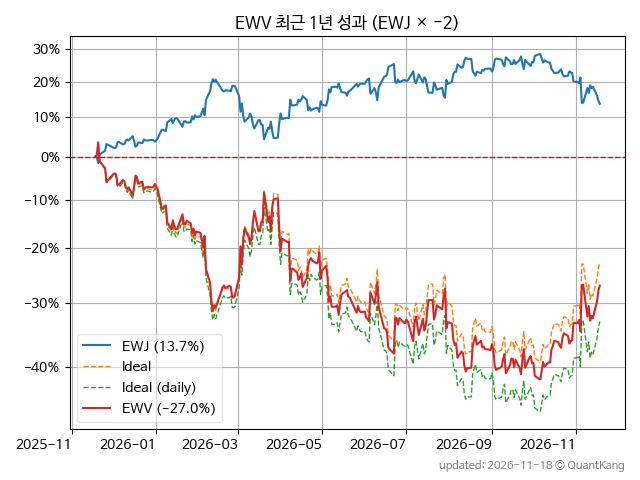 EWV 최근 1년 성과 (EWJ × −2)
30%
20%
10%
0%
−10%
−20%
−30%
−40%
EWJ (13.7%)
Ideal
Ideal (daily)
EWV (−27.0%)
2025-11
2026-01
2026-03
2026-05
2026-07
2026-09
2026-11
updated: 2026-11-18 © QuantKang